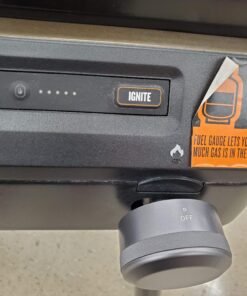 IGNITE
FUEL GAUGE LETS YO
MUCH GAS IS IN THE
OFF